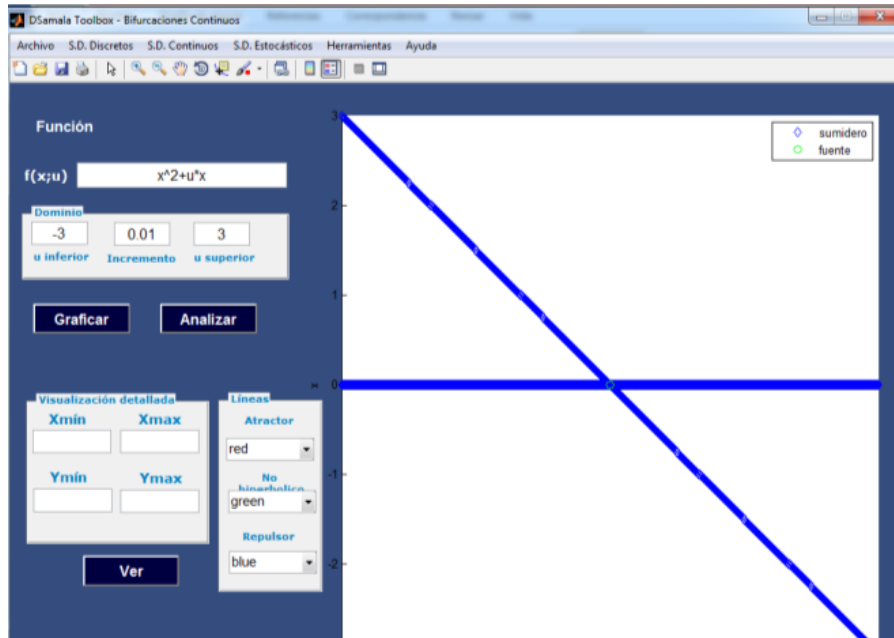 DSamala Toolbox - Bifurcaciones Continuos
Archivo S.D. Discretos S.D. Continuos S.D. Estocásticos Herramientas Ayuda
Función
f(x;u) x^2+u*x
Dominio
-3 0.01 3
u inferior Incremento u superior
Graficar Analizar
Visualización detallada
Xmín Xmax
Ymín Ymax
Ver
Líneas
Atractor
red
No
hiperbolico
green
Repulsor
blue
sumidero
fuente
3
2
1
0
-1
-2
x